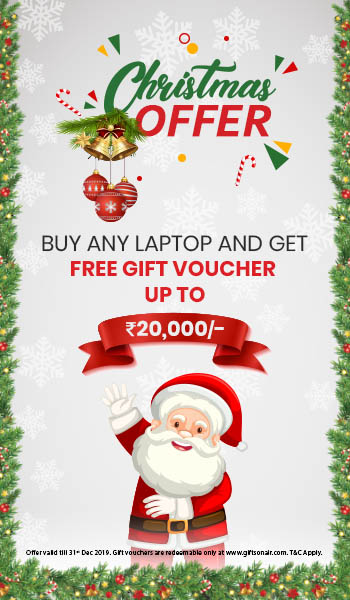 Christmas
OFFER
BUY ANY LAPTOP AND GET
FREE GIFT VOUCHER
UP TO
₹20,000/-
Offer valid till 31st Dec 2019. Gift vouchers are redeemable only at www.giftsonair.com. T&C Apply.